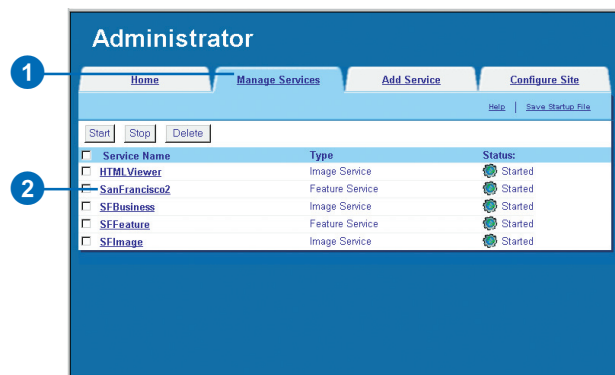 Administrator
1
Home Manage Services Add Service Configure Site
Help | Save Startup File
Start Stop Delete
Service Name Type Status:
HTMLViewer Image Service Started
2
SanFrancisco2 Feature Service Started
SFBusiness Image Service Started
SFFeature Feature Service Started
SFImage Image Service Started